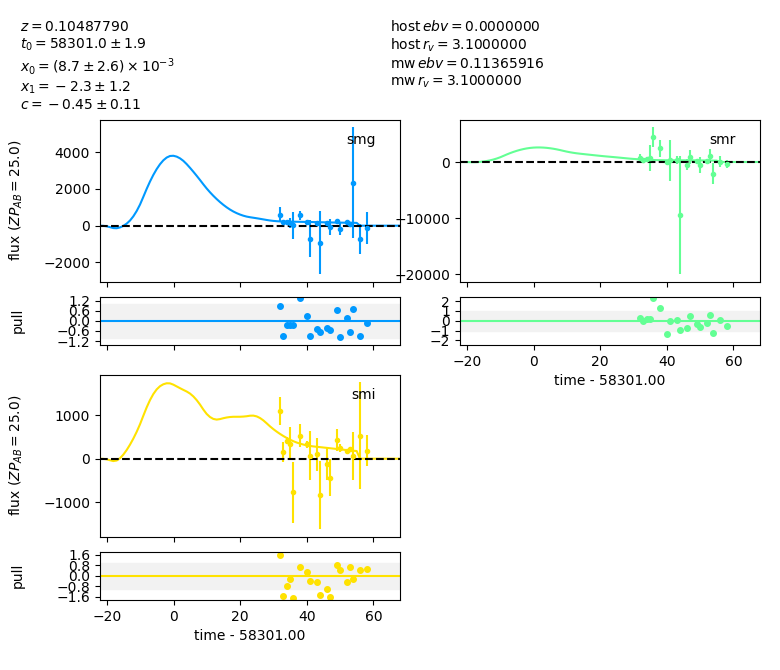 z = 0.10487790
t₀ = 58301.0 ± 1.9
x₀ = (8.7 ± 2.6) × 10⁻³
x₁ = −2.3 ± 1.2
c = −0.45 ± 0.11
host ebv = 0.0000000
host r_v = 3.1000000
mw ebv = 0.11365916
mw r_v = 3.1000000
smg
flux (ZP_AB = 25.0)
4000
2000
0
−2000
smr
0
−10000
−20000
pull
1.2
0.6
0.0
−0.6
−1.2
2
1
0
−1
−2
−20 0 20 40 60
time - 58301.00
smi
flux (ZP_AB = 25.0)
1000
0
−1000
pull
1.6
0.8
0.0
−0.8
−1.6
−20 0 20 40 60
time - 58301.00